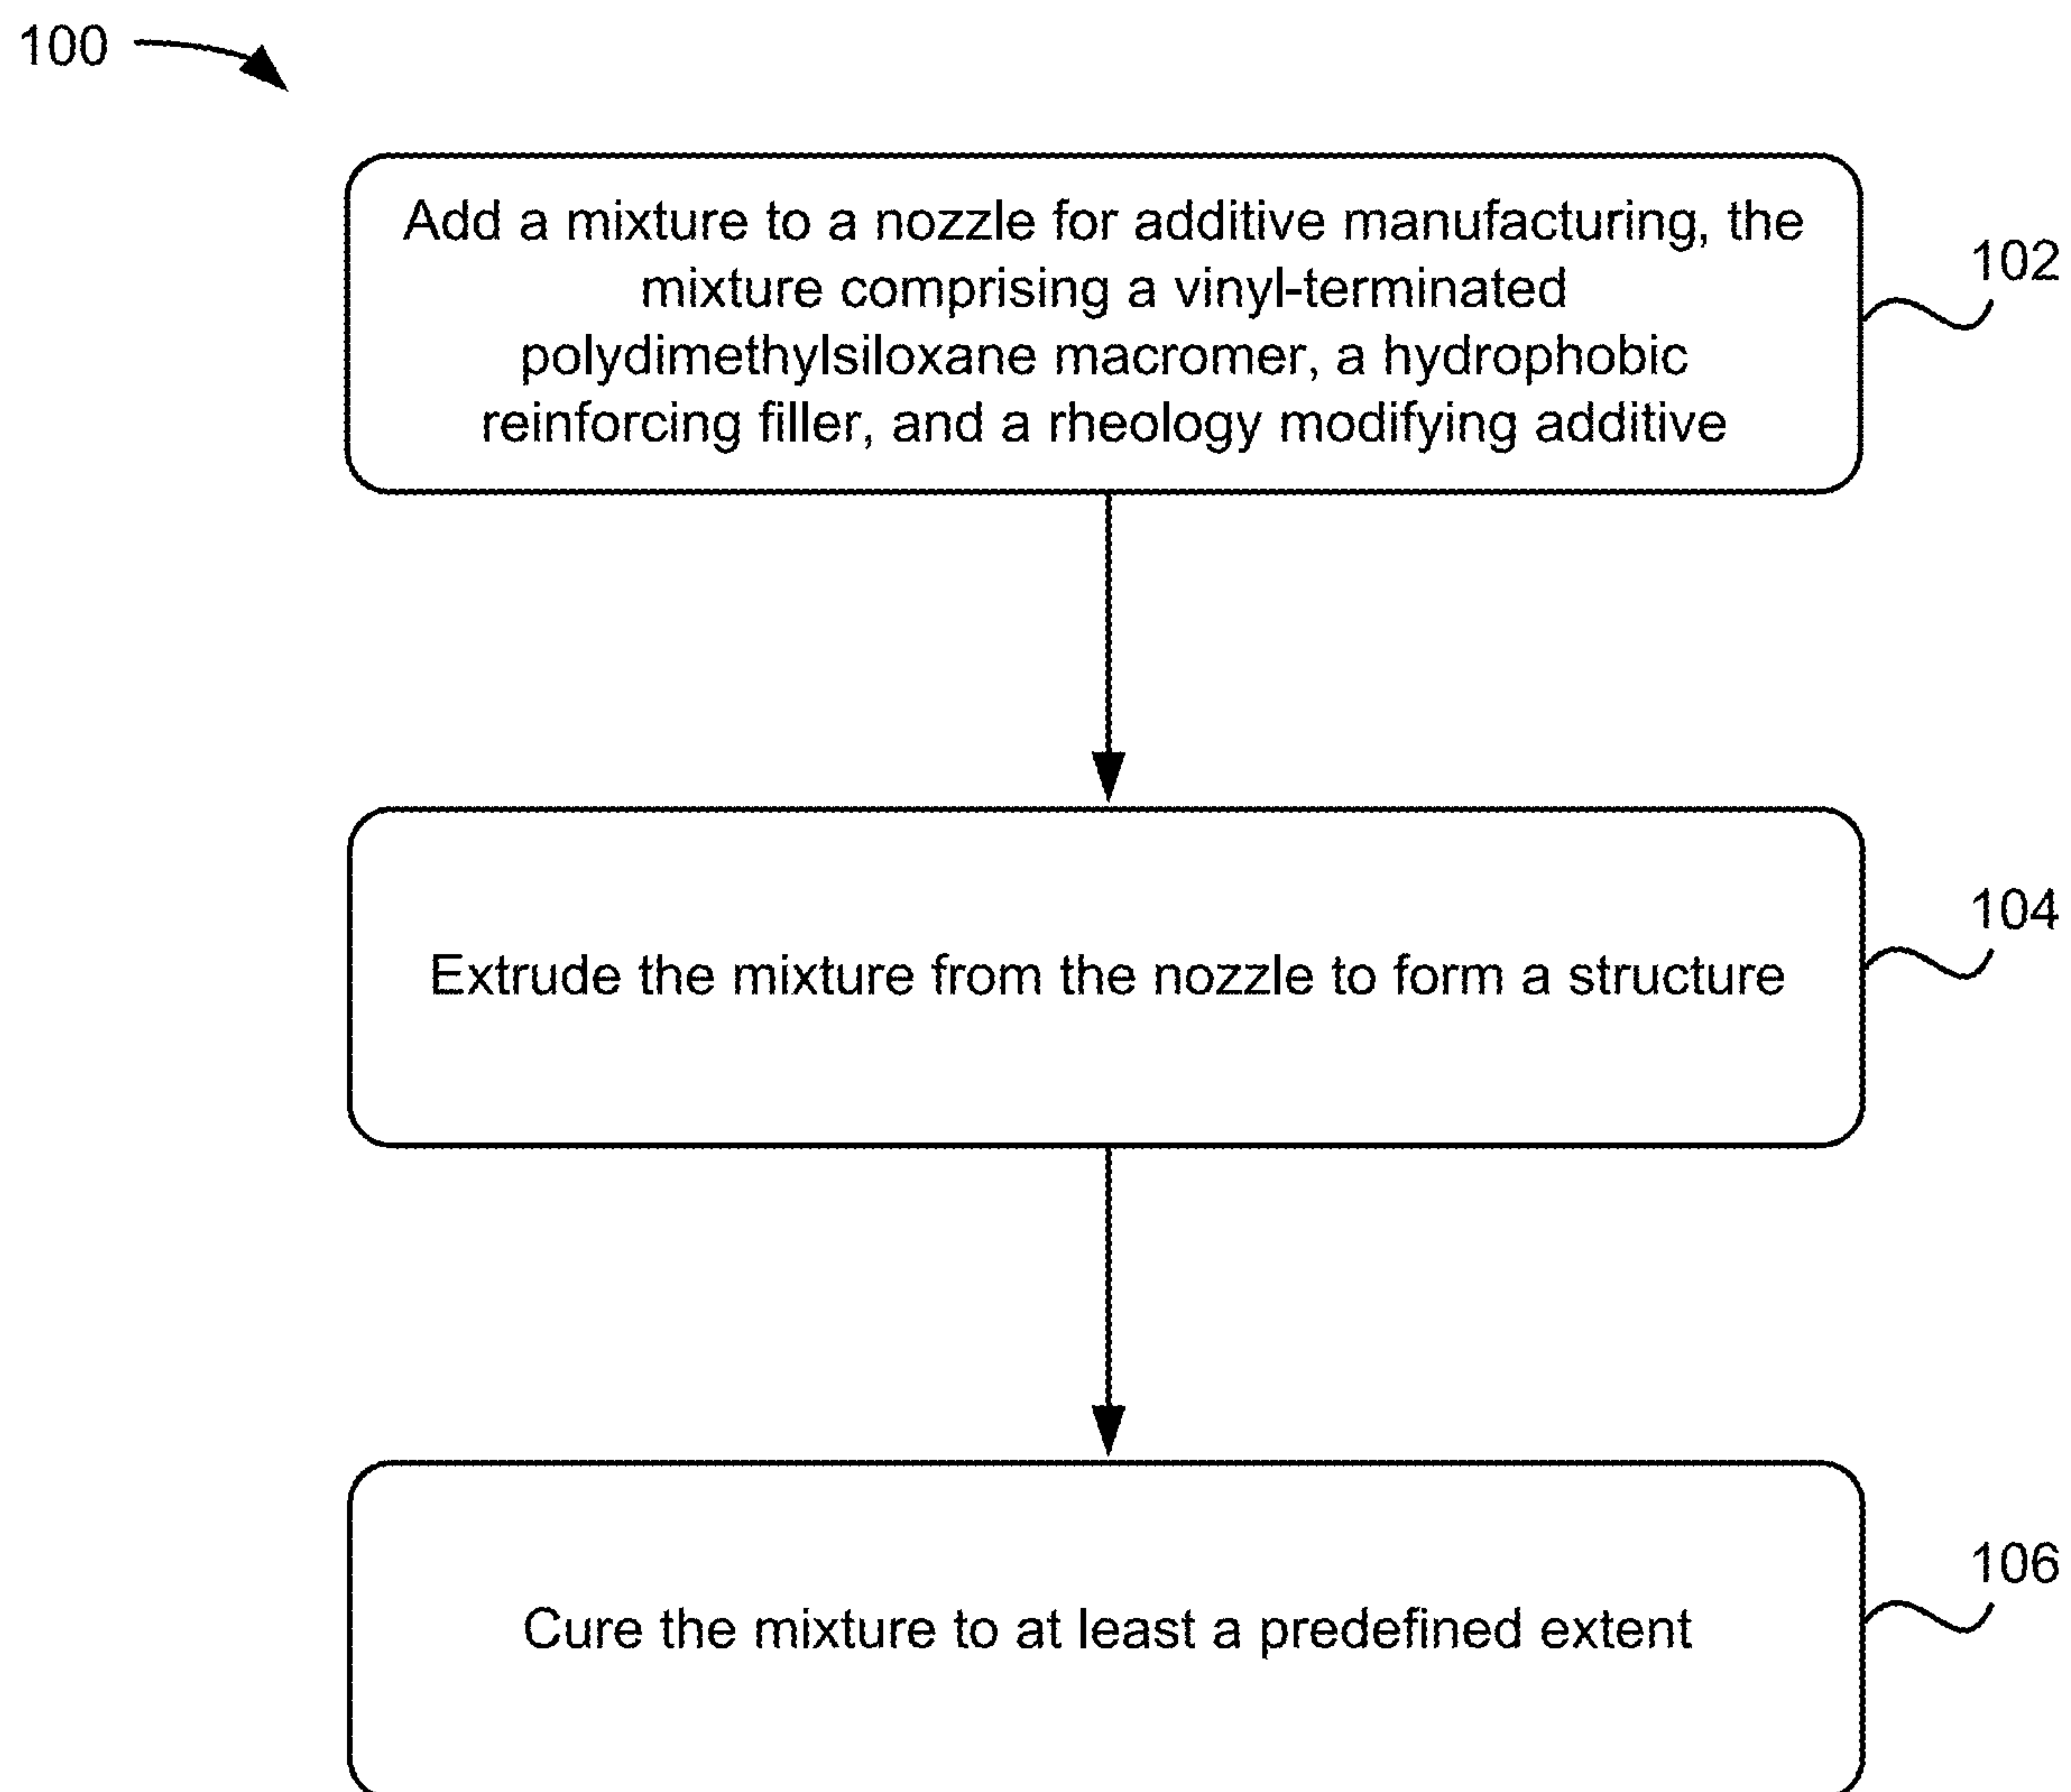 100
Add a mixture to a nozzle for additive manufacturing, the
mixture comprising a vinyl-terminated
polydimethylsiloxane macromer, a hydrophobic
reinforcing filler, and a rheology modifying additive
102
Extrude the mixture from the nozzle to form a structure
104
Cure the mixture to at least a predefined extent
106